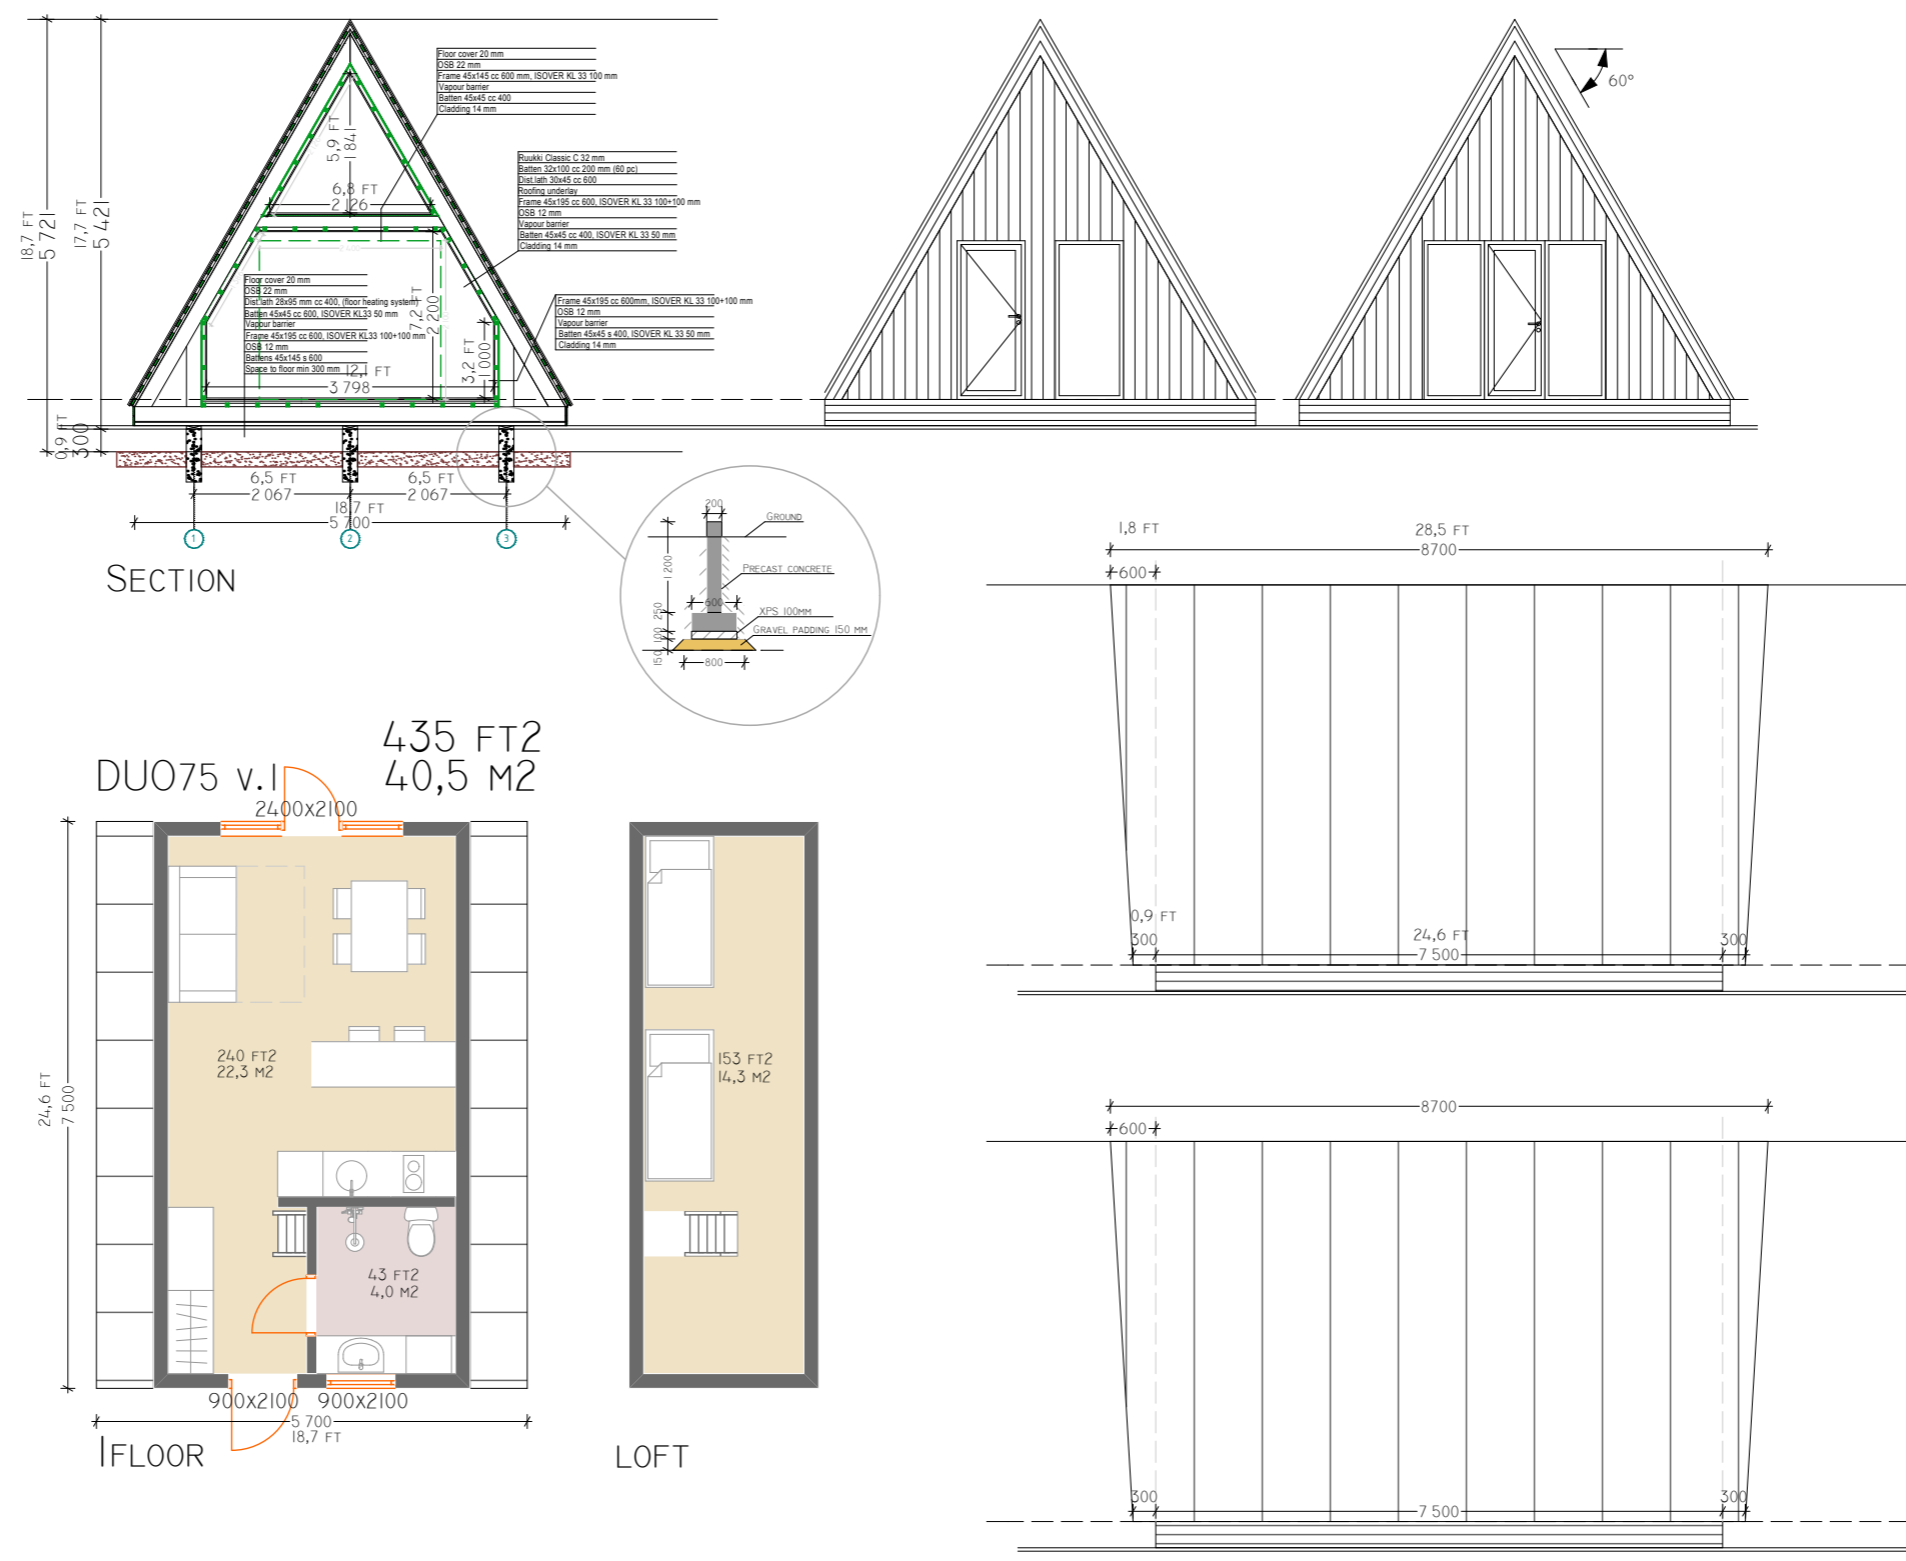 18,7 FT
5 721
17,7 FT
5 421
0,9 FT
300
5,9 FT
1 841
6,8 FT
2 126
7,2 FT
2 200
3,2 FT
1 000
12,1 FT
3 798
Floor cover 20 mm
OSB 22 mm
Frame 45x145 cc 600 mm, ISOVER KL 33 100 mm
Vapour barrier
Batten 45x45 cc 400
Cladding 14 mm
Ruukki Classic C 32 mm
Batten 32x100 cc 200 mm (60 pc)
Dist.lath 30x45 cc 600
Roofing underlay
Frame 45x195 cc 600, ISOVER KL 33 100+100 mm
OSB 12 mm
Vapour barrier
Batten 45x45 cc 400, ISOVER KL 33 50 mm
Cladding 14 mm
Floor cover 20 mm
OSB 22 mm
Dist.lath 28x95 mm cc 400, (floor heating system)
Batten 45x45 cc 600, ISOVER KL33 50 mm
Vapour barrier
Frame 45x195 cc 600, ISOVER KL33 100+100 mm
OSB 12 mm
Battens 45x145 s 600
Space to floor min 300 mm
Frame 45x195 cc 600mm, ISOVER KL 33 100+100 mm
OSB 12 mm
Vapour barrier
Batten 45x45 s 400, ISOVER KL 33 50 mm
Cladding 14 mm
60°
6,5 FT
2 067
6,5 FT
2 067
18,7 FT
5 700
1
2
3
SECTION
200
GROUND
1 200
PRECAST CONCRETE
600
250
XPS 100MM
100
GRAVEL PADDING 150 MM
150
800
1,8 FT
28,5 FT
8700
600
0,9 FT
300
24,6 FT
7 500
300
435 FT2
DUO75 V.1
40,5 M2
2400X2100
24,6 FT
7 500
240 FT2
22,3 M2
43 FT2
4,0 M2
900X2100
900X2100
5 700
18,7 FT
1FLOOR
153 FT2
14,3 M2
LOFT
8700
600
300
7 500
300